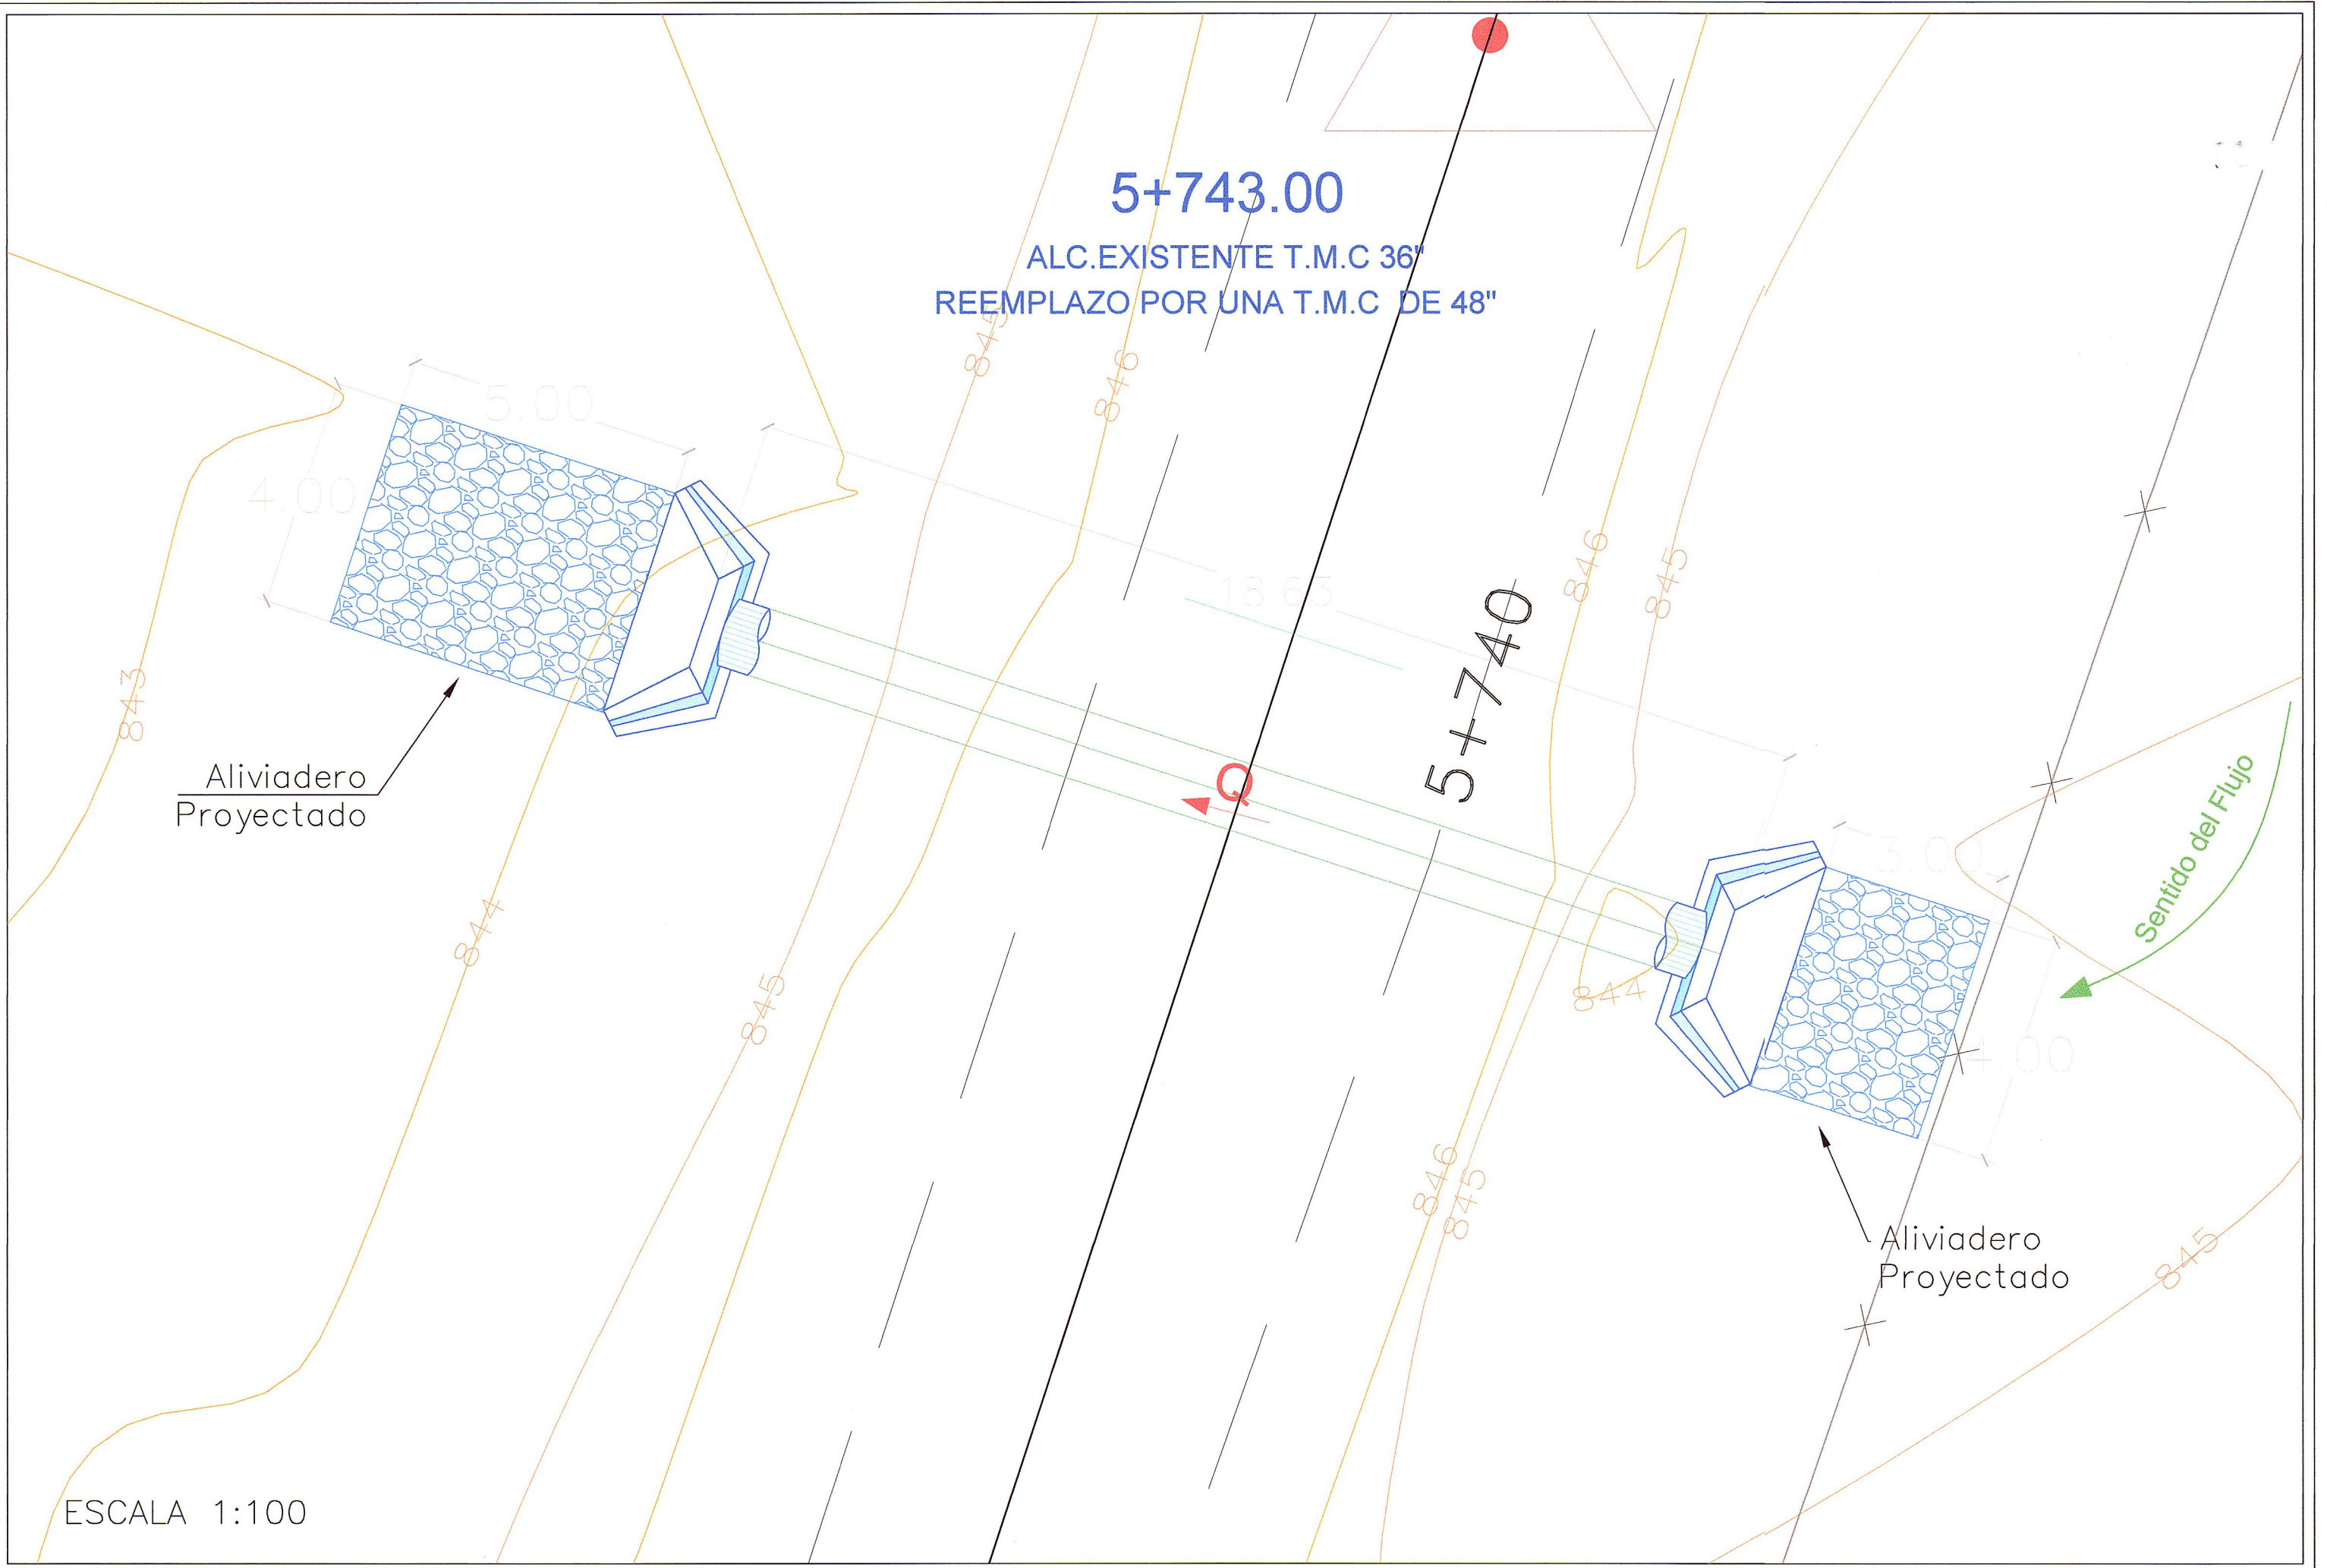 5+743.00
ALC.EXISTENTE T.M.C 36"
REEMPLAZO POR UNA T.M.C DE 48"
845
846
5.00
4.00
18.63
846
845
5+740
843
Aliviadero
Proyectado
Q
Sentido del Flujo
3.00
844
845
844
4.00
846
845
Aliviadero
Proyectado
845
ESCALA 1:100